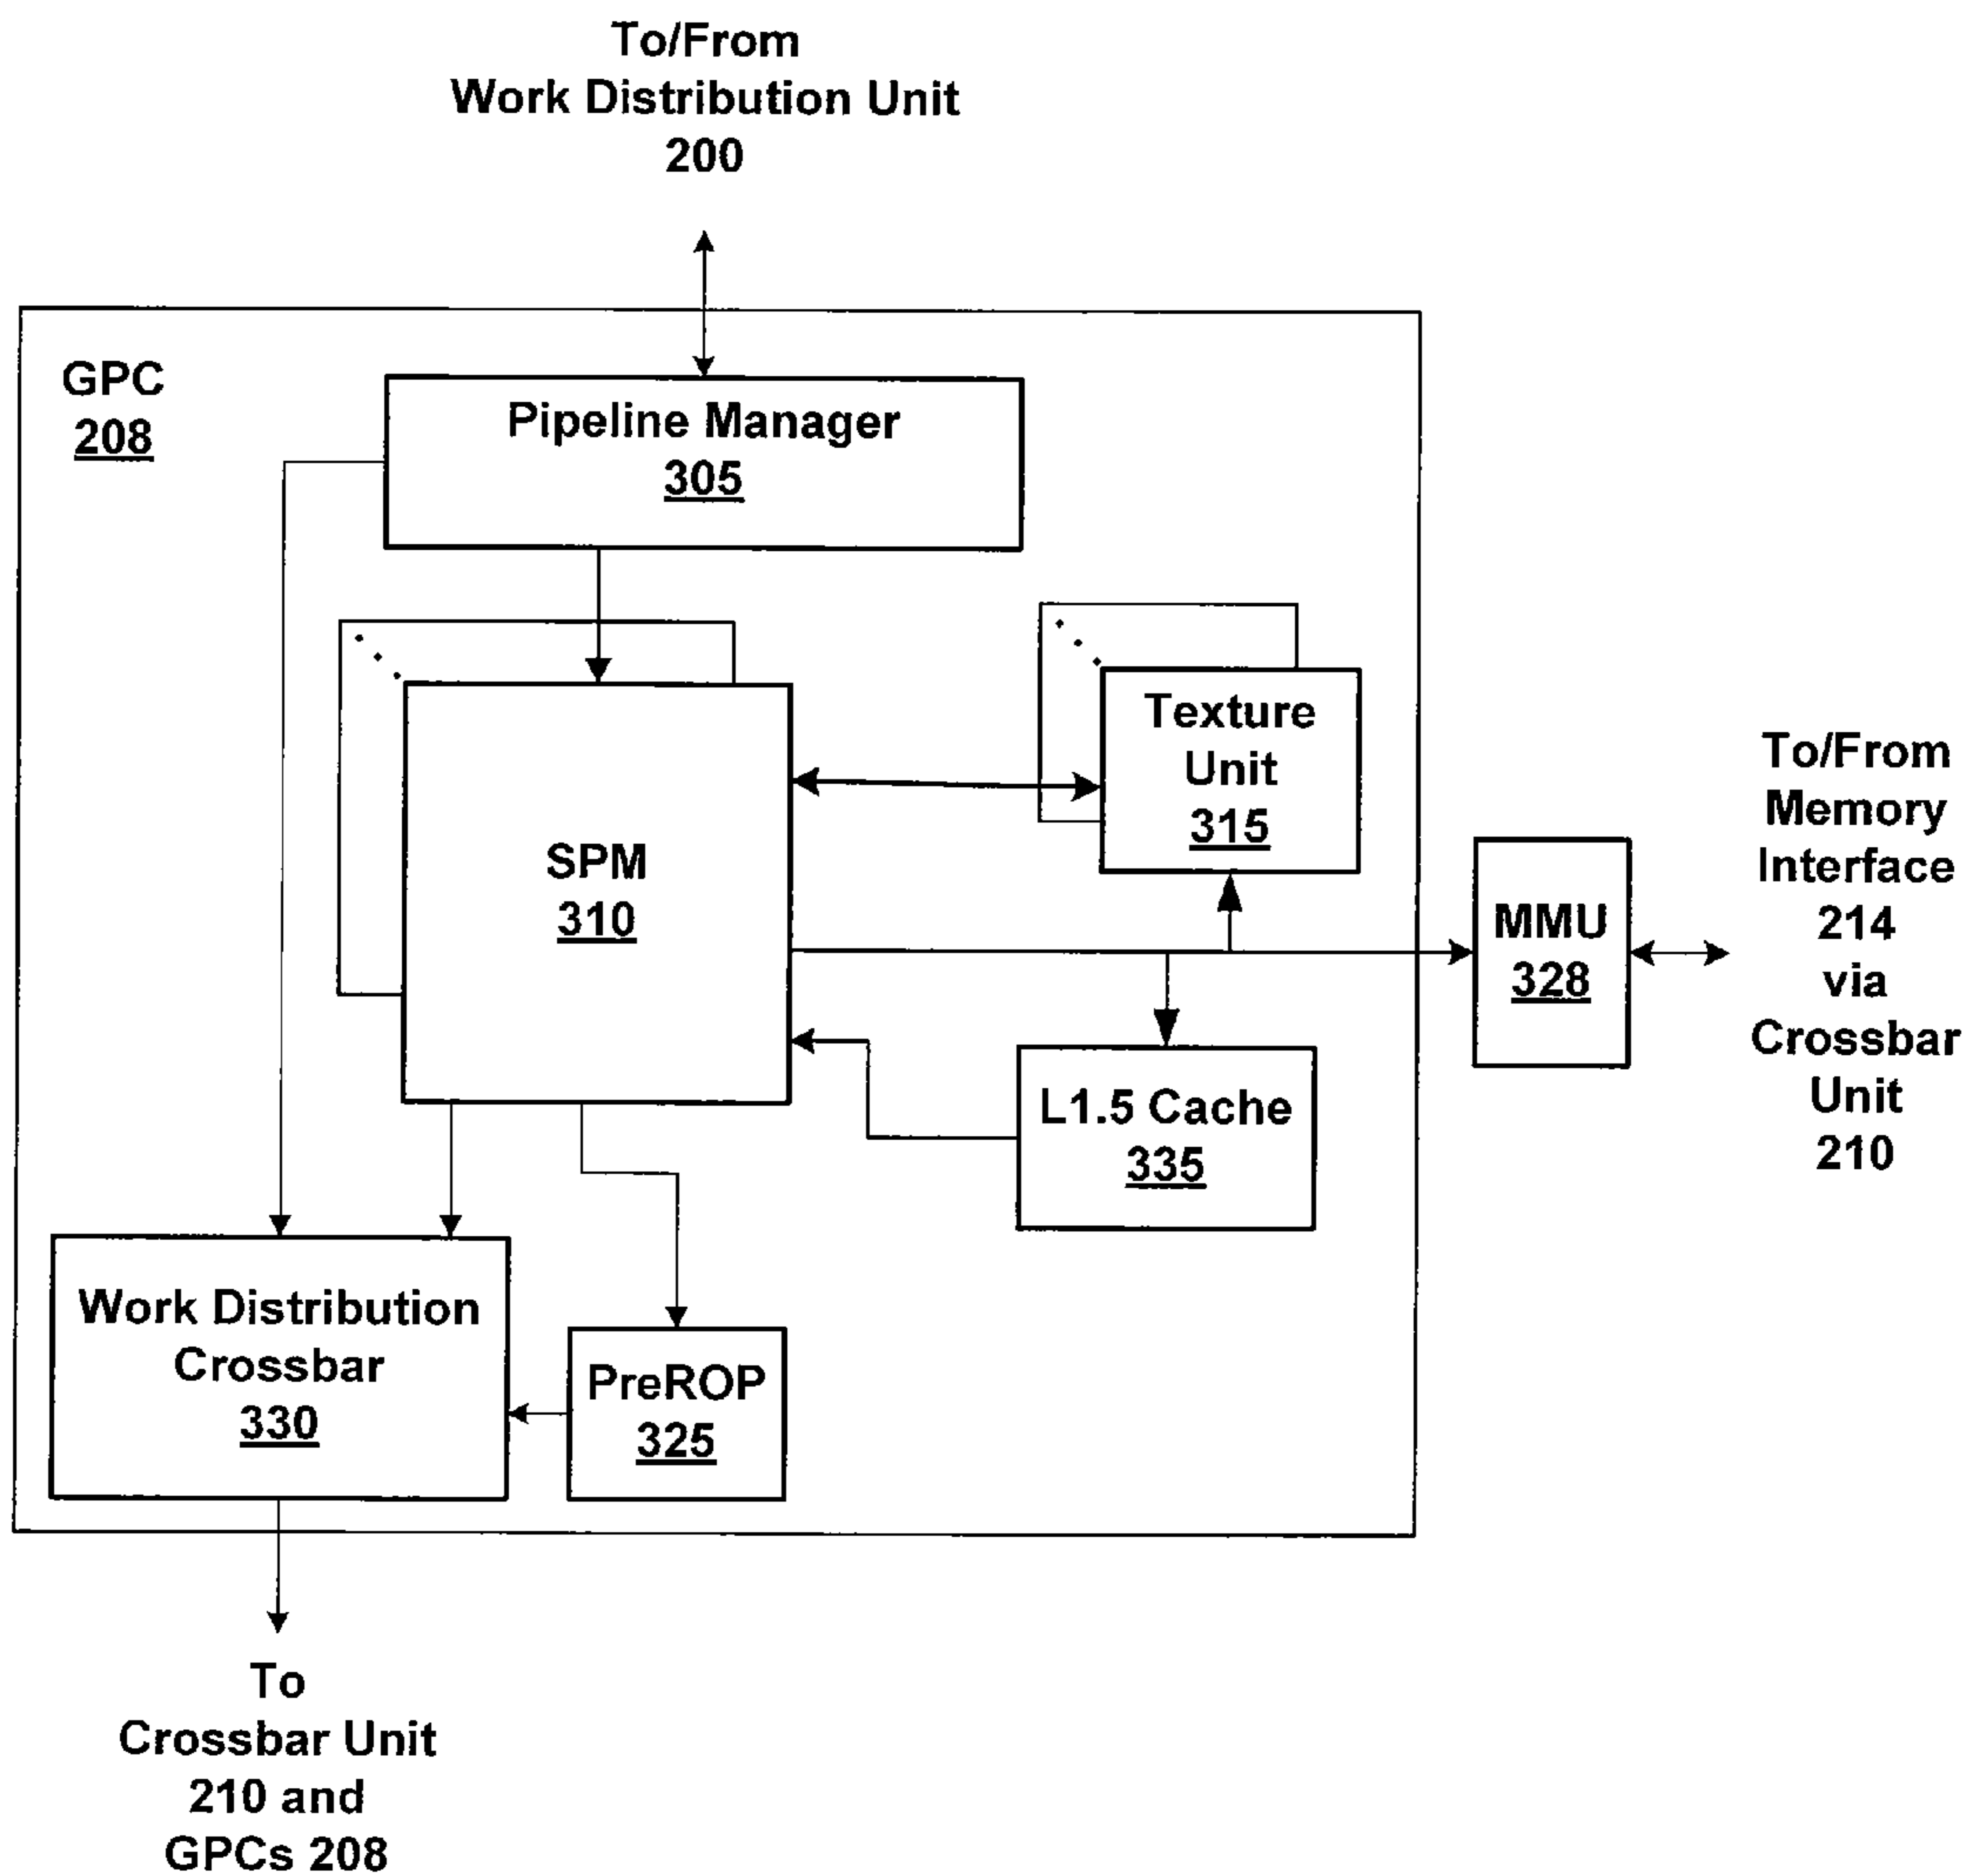 To/From
Work Distribution Unit
200
GPC
208
Pipeline Manager
305
Texture
Unit
315
SPM
310
To/From
Memory
Interface
214
via
Crossbar
Unit
210
MMU
328
L1.5 Cache
335
Work Distribution
Crossbar
330
PreROP
325
To
Crossbar Unit
210 and
GPCs 208